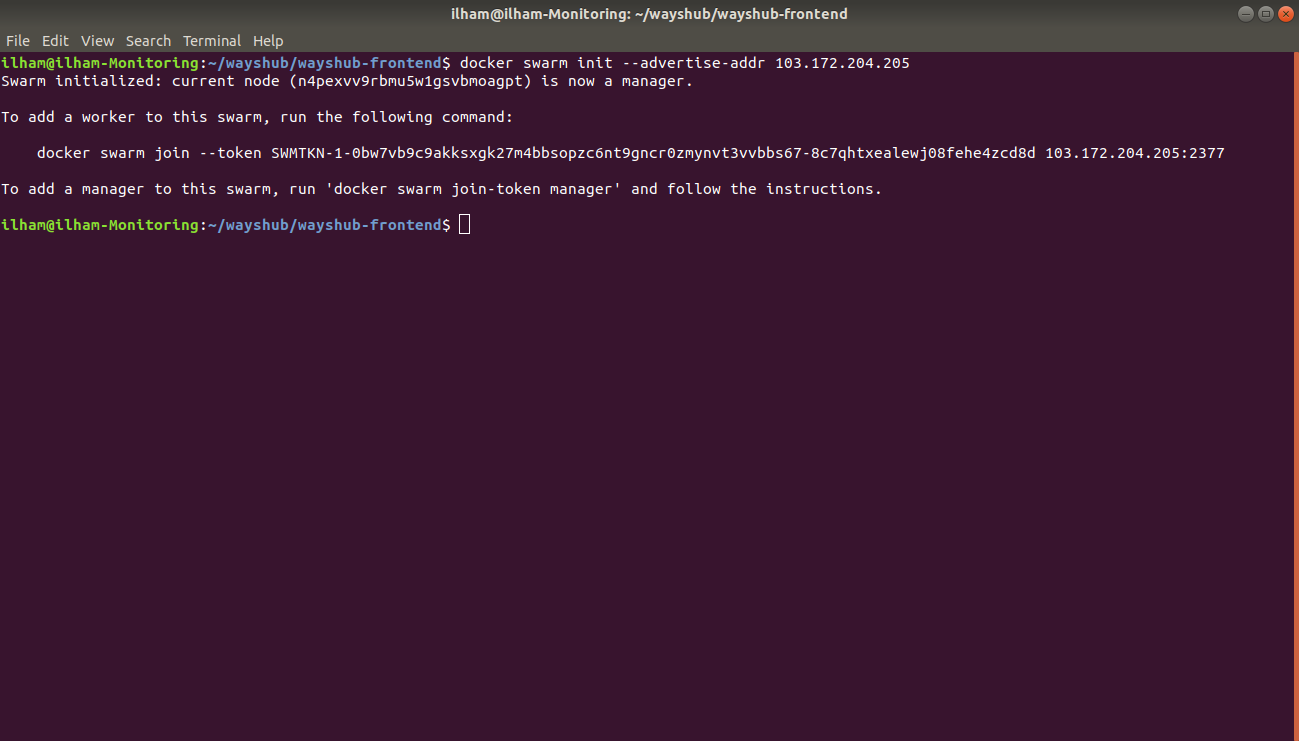 ilham@ilham-Monitoring: ~/wayshub/wayshub-frontend
File Edit View Search Terminal Help
ilham@ilham-Monitoring:~/wayshub/wayshub-frontend$ docker swarm init --advertise-addr 103.172.204.205
Swarm initialized: current node (n4pexvv9rbmu5w1gsvbmoagpt) is now a manager.
To add a worker to this swarm, run the following command:
docker swarm join --token SWMTKN-1-0bw7vb9c9akksxgk27m4bbsopzc6nt9gncr0zmynvt3vvbbs67-8c7qhtxealewj08fehe4zcd8d 103.172.204.205:2377
To add a manager to this swarm, run 'docker swarm join-token manager' and follow the instructions.
ilham@ilham-Monitoring:~/wayshub/wayshub-frontend$